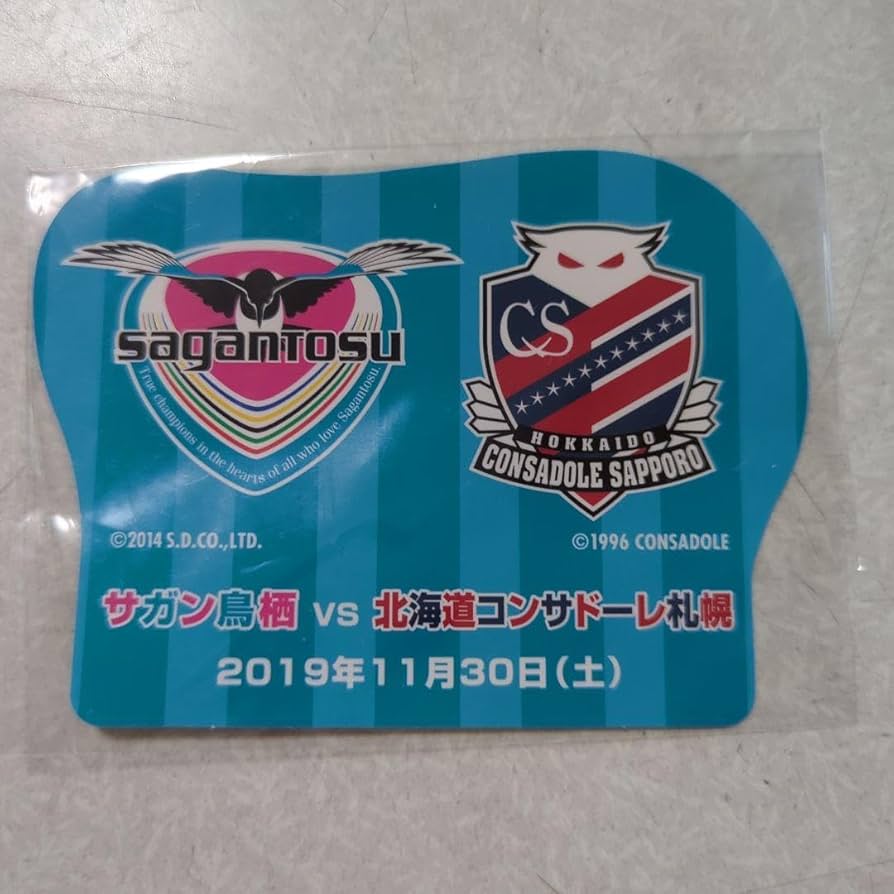 sagantosu
True champions in the hearts of all who love Sagantosu.
CS
HOKKAIDO
CONSADOLE SAPPORO
©2014 S.D.CO.,LTD.
©1996 CONSADOLE
サガン鳥栖 vs 北海道コンサドーレ札幌
2019年11月30日(土)